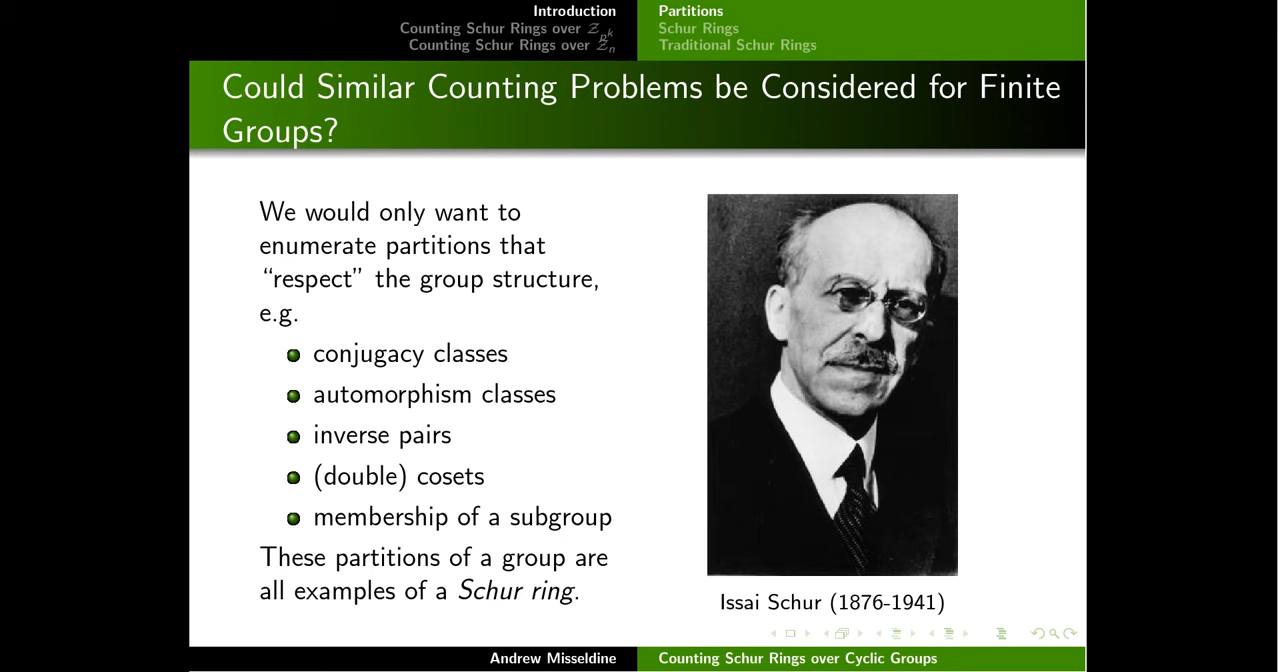 Introduction
Counting Schur Rings over Z_{p^k}
Counting Schur Rings over Z_n
Partitions
Schur Rings
Traditional Schur Rings
Could Similar Counting Problems be Considered for Finite
Groups?
We would only want to
enumerate partitions that
“respect” the group structure,
e.g.
conjugacy classes
automorphism classes
inverse pairs
(double) cosets
membership of a subgroup
These partitions of a group are
all examples of a Schur ring.
Issai Schur (1876-1941)
Andrew Misseldine
Counting Schur Rings over Cyclic Groups